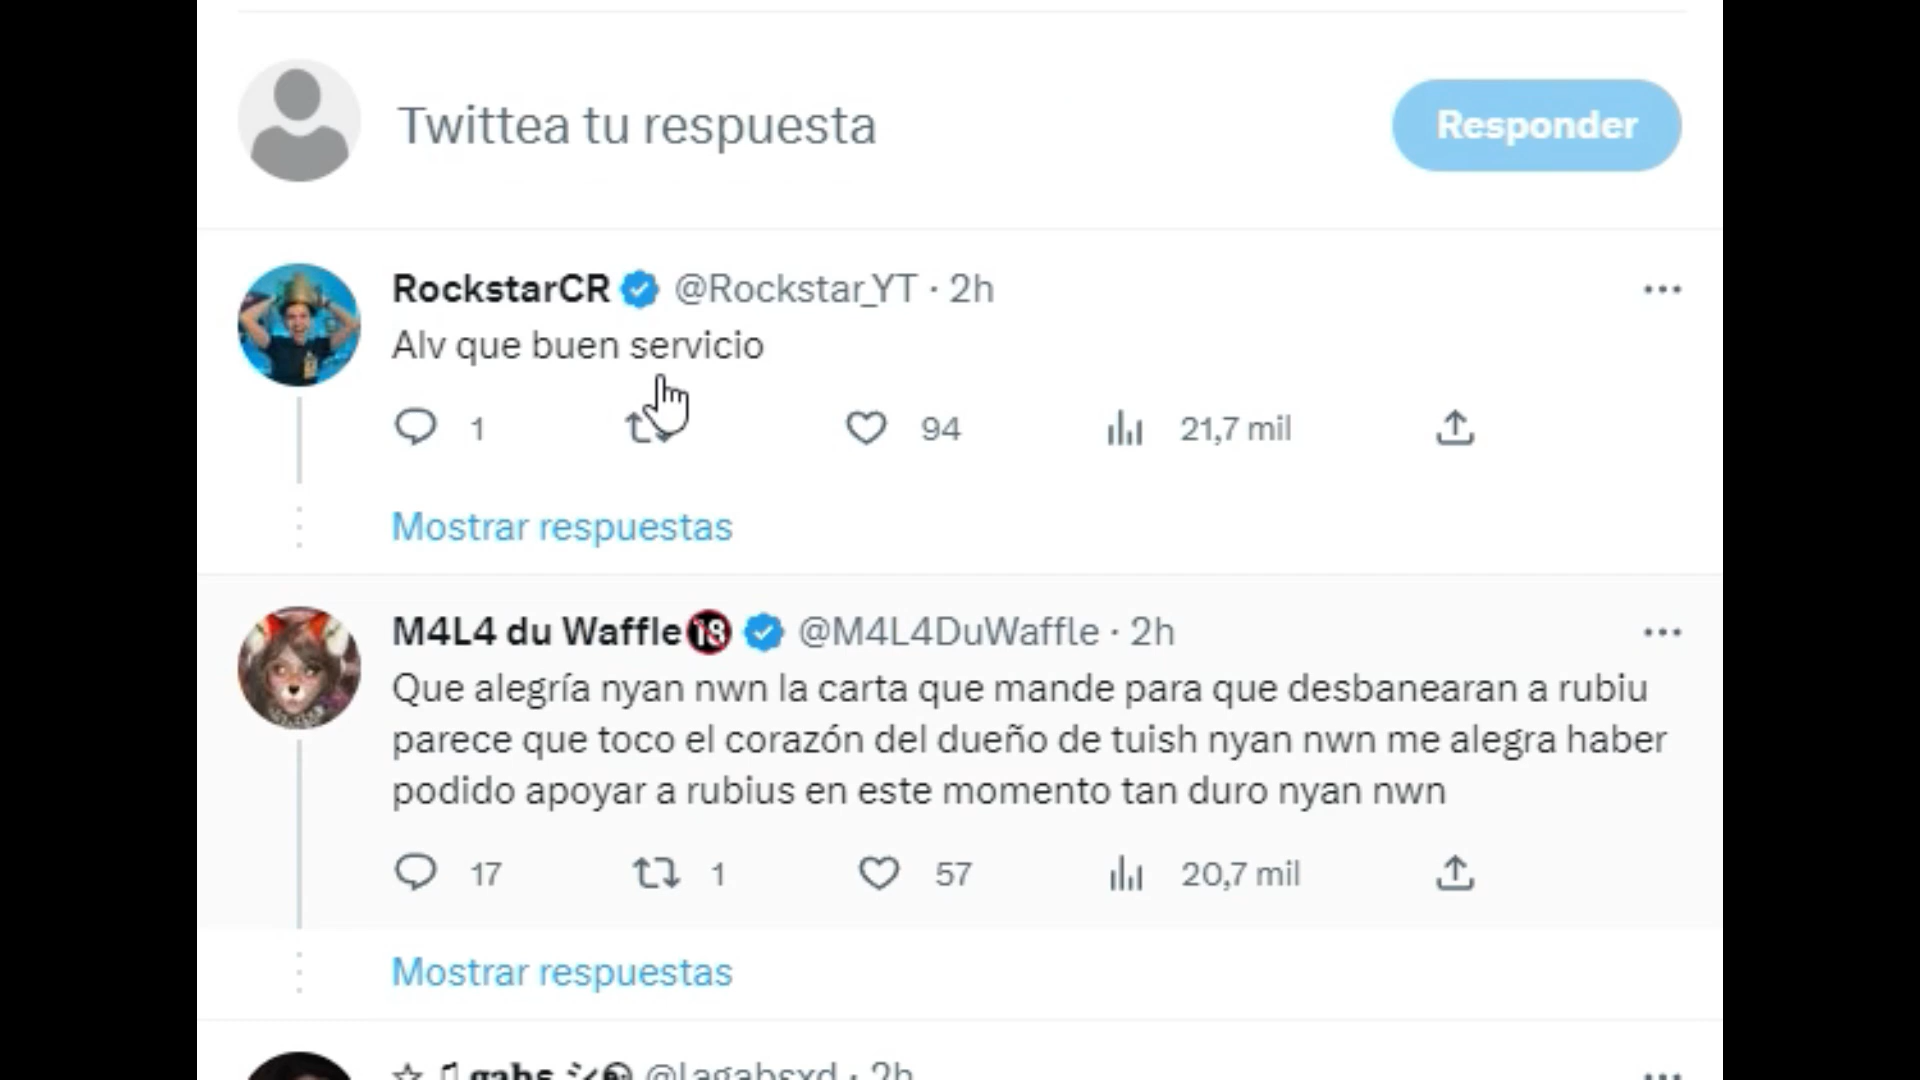 Twittea tu respuesta
Responder
RockstarCR @Rockstar_YT · 2h
Alv que buen servicio
1 94 21,7 mil
Mostrar respuestas
M4L4 du Waffle🔞 @M4L4DuWaffle · 2h
Que alegría nyan nwn la carta que mande para que desbanearan a rubiu
parece que toco el corazón del dueño de tuish nyan nwn me alegra haber
podido apoyar a rubius en este momento tan duro nyan nwn
17 1 57 20,7 mil
Mostrar respuestas
gabs @lagabsxd · 2h